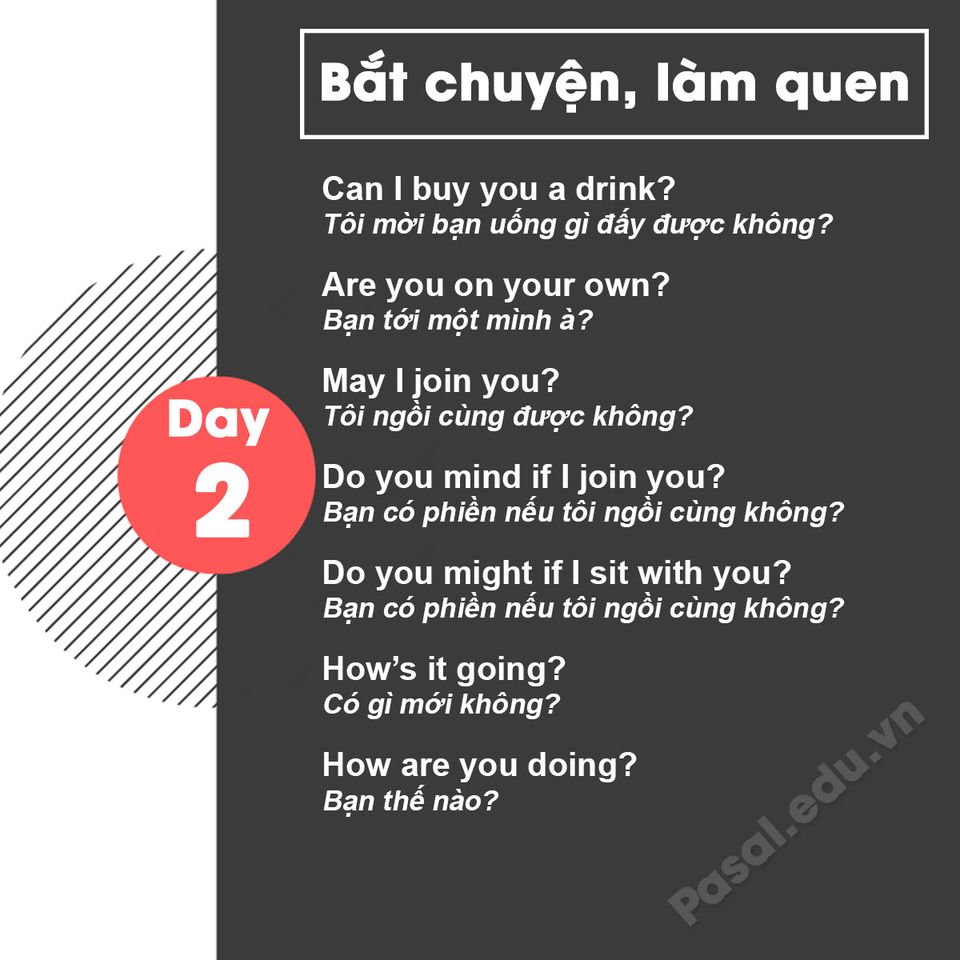 Bắt chuyện, làm quen
Can I buy you a drink?
Tôi mời bạn uống gì đấy được không?
Are you on your own?
Bạn tới một mình à?
May I join you?
Tôi ngồi cùng được không?
Day
2
Do you mind if I join you?
Bạn có phiền nếu tôi ngồi cùng không?
Do you might if I sit with you?
Bạn có phiền nếu tôi ngồi cùng không?
How’s it going?
Có gì mới không?
How are you doing?
Bạn thế nào?
Pasal.edu.vn